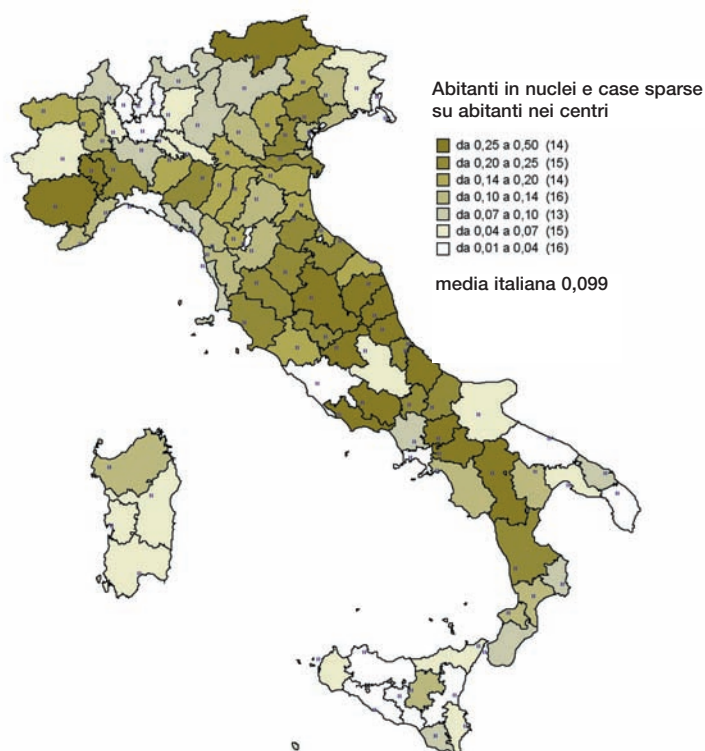 Abitanti in nuclei e case sparse
su abitanti nei centri
da 0,25 a 0,50 (14)
da 0,20 a 0,25 (15)
da 0,14 a 0,20 (14)
da 0,10 a 0,14 (16)
da 0,07 a 0,10 (13)
da 0,04 a 0,07 (15)
da 0,01 a 0,04 (16)
media italiana 0,099